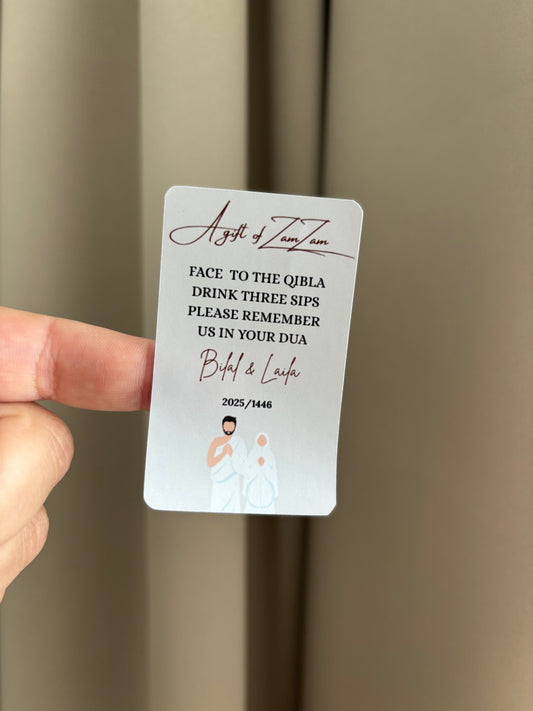 A gift of ZamZam
FACE TO THE QIBLA
DRINK THREE SIPS
PLEASE REMEMBER
US IN YOUR DUA
Bilal & Laila
2025/1446